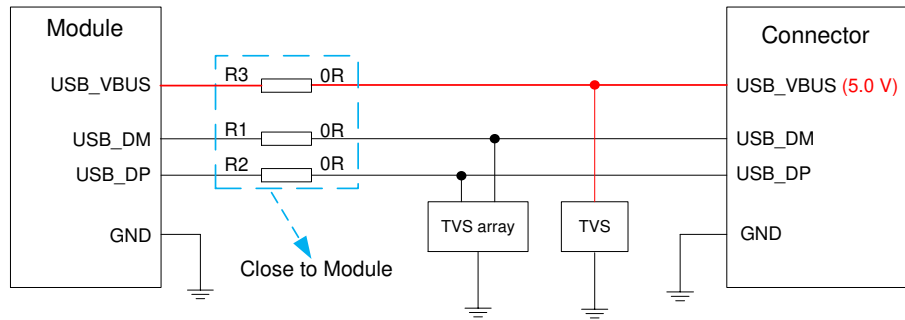 Module
Connector
R3 0R
USB_VBUS
USB_VBUS (5.0 V)
R1 0R
USB_DM
USB_DM
R2 0R
USB_DP
USB_DP
TVS array
TVS
GND
GND
Close to Module